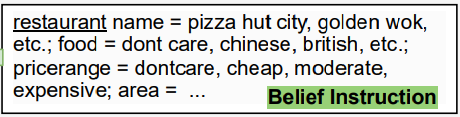 restaurant name = pizza hut city, golden wok,
etc.; food = dont care, chinese, british, etc.;
pricerange = dontcare, cheap, moderate,
expensive; area =  ...
Belief Instruction